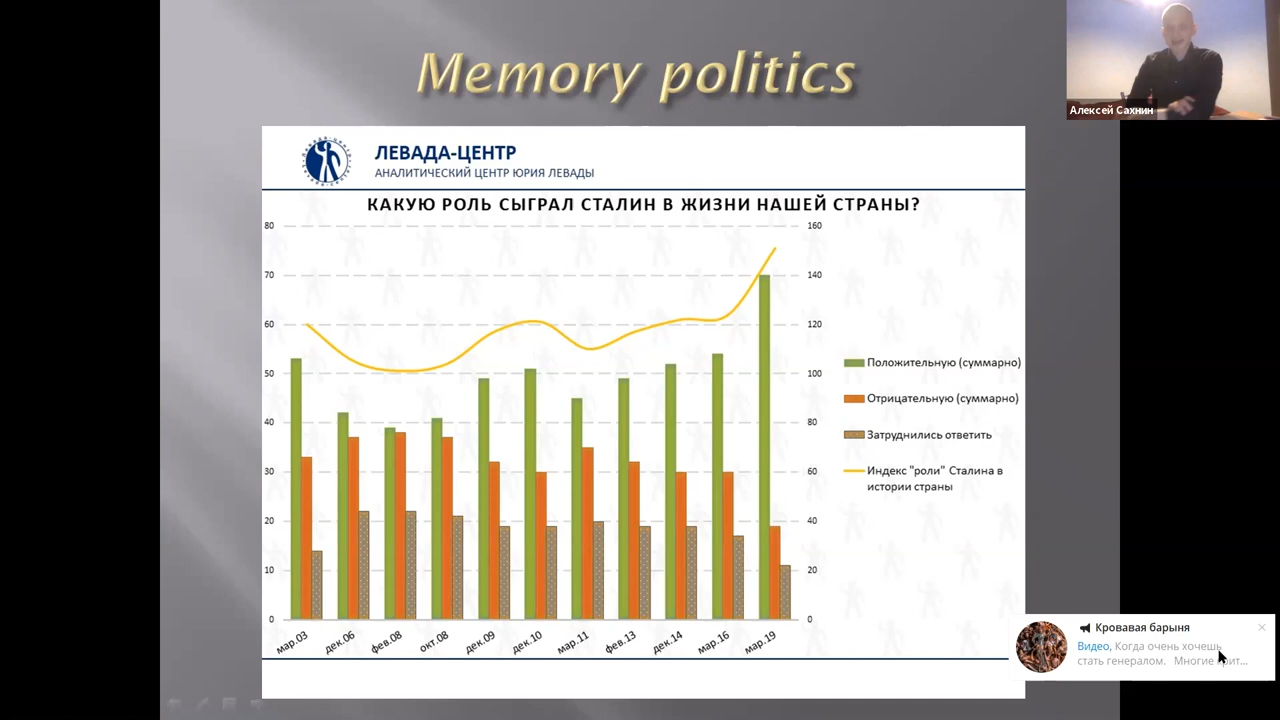 Memory politics
Алексей Сахнин
ЛЕВАДА-ЦЕНТР
АНАЛИТИЧЕСКИЙ ЦЕНТР ЮРИЯ ЛЕВАДЫ
КАКУЮ РОЛЬ СЫГРАЛ СТАЛИН В ЖИЗНИ НАШЕЙ СТРАНЫ?
80 160
70 140
60 120
50 100
40 80
30 60
20 40
10 20
0 0
мар.03 дек.06 фев.08 окт.08 дек.09 дек.10 мар.11 фев.13 дек.14 мар.16 мар.19
Положительную (суммарно)
Отрицательную (суммарно)
Затруднились ответить
Индекс "роли" Сталина в
истории страны
Кровавая барыня
Видео, Когда очень хочешь
стать генералом. Многие